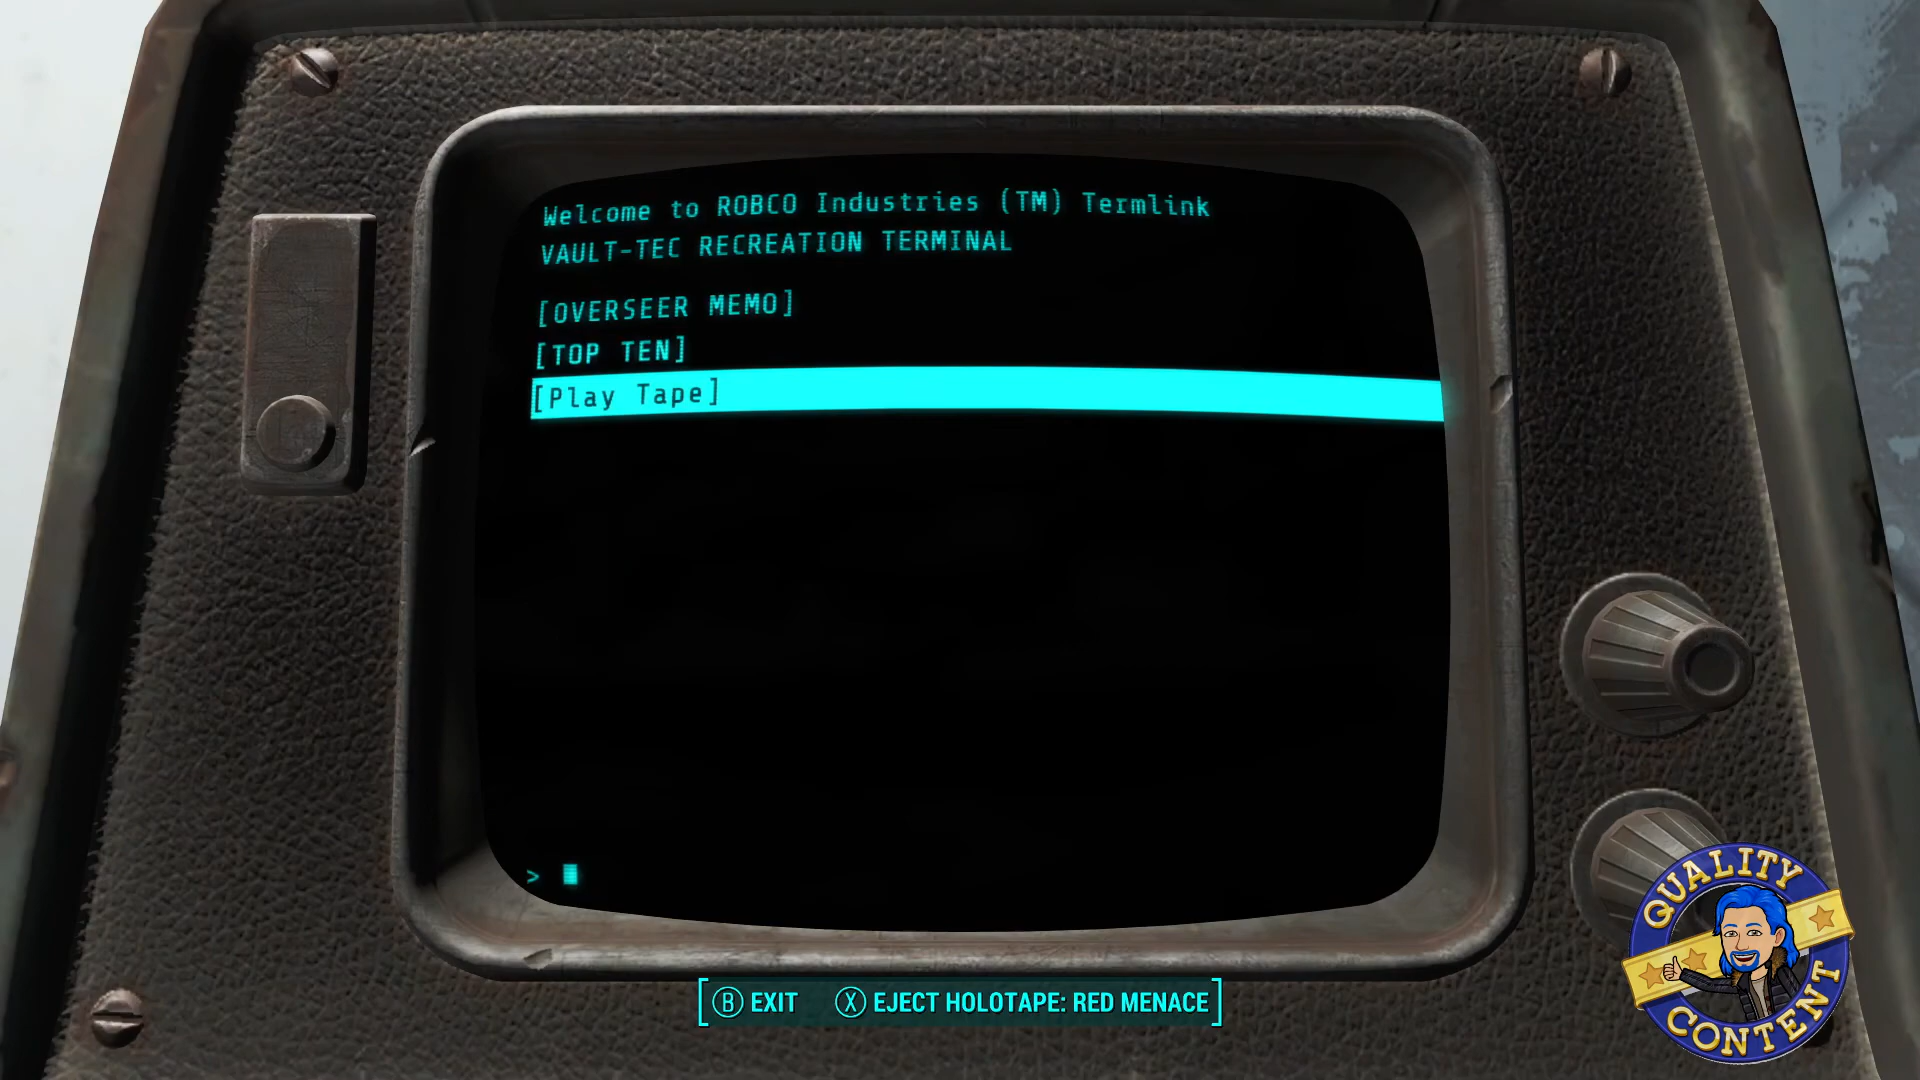 Welcome to ROBCO Industries (TM) Termlink
VAULT-TEC RECREATION TERMINAL
[OVERSEER MEMO]
[TOP TEN]
[Play Tape]
>
[B EXIT X EJECT HOLOTAPE: RED MENACE]
QUALITY
CONTENT